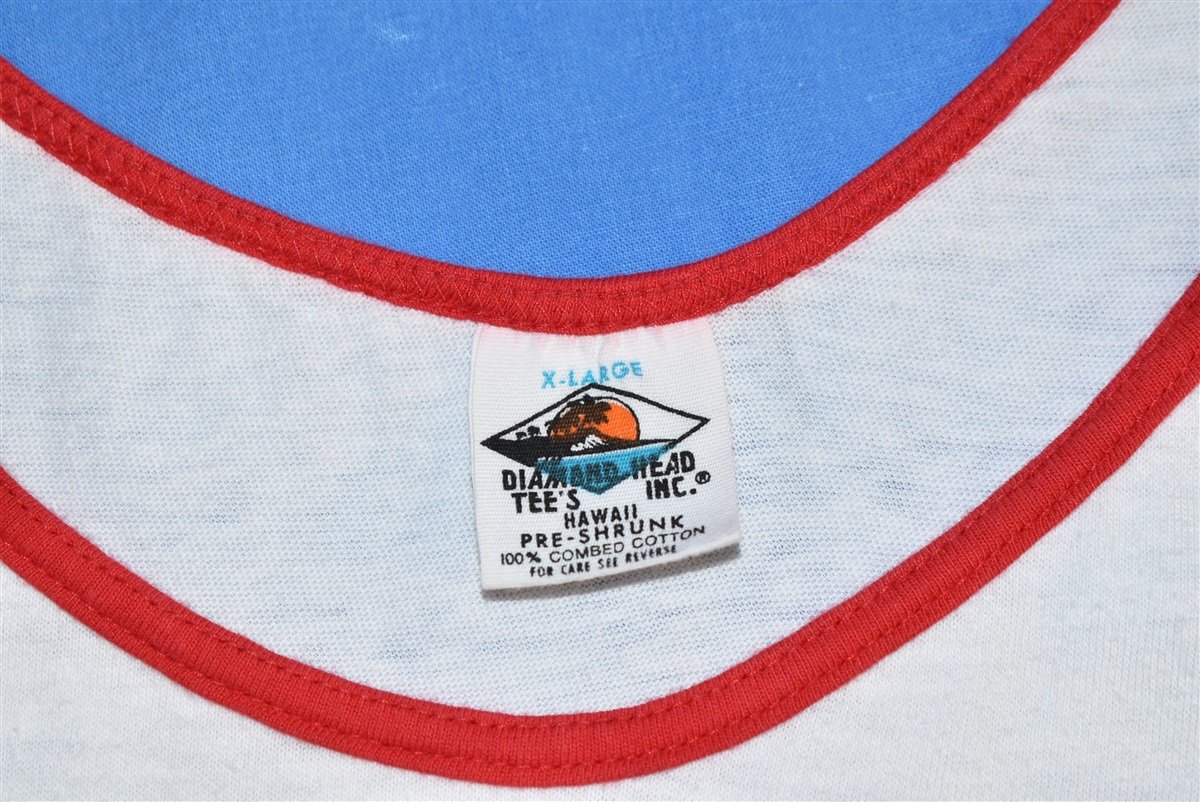 X-LARGE
DIAMOND HEAD
TEE'S INC.®
HAWAII
PRE-SHRUNK
100% COMBED COTTON
FOR CARE SEE REVERSE